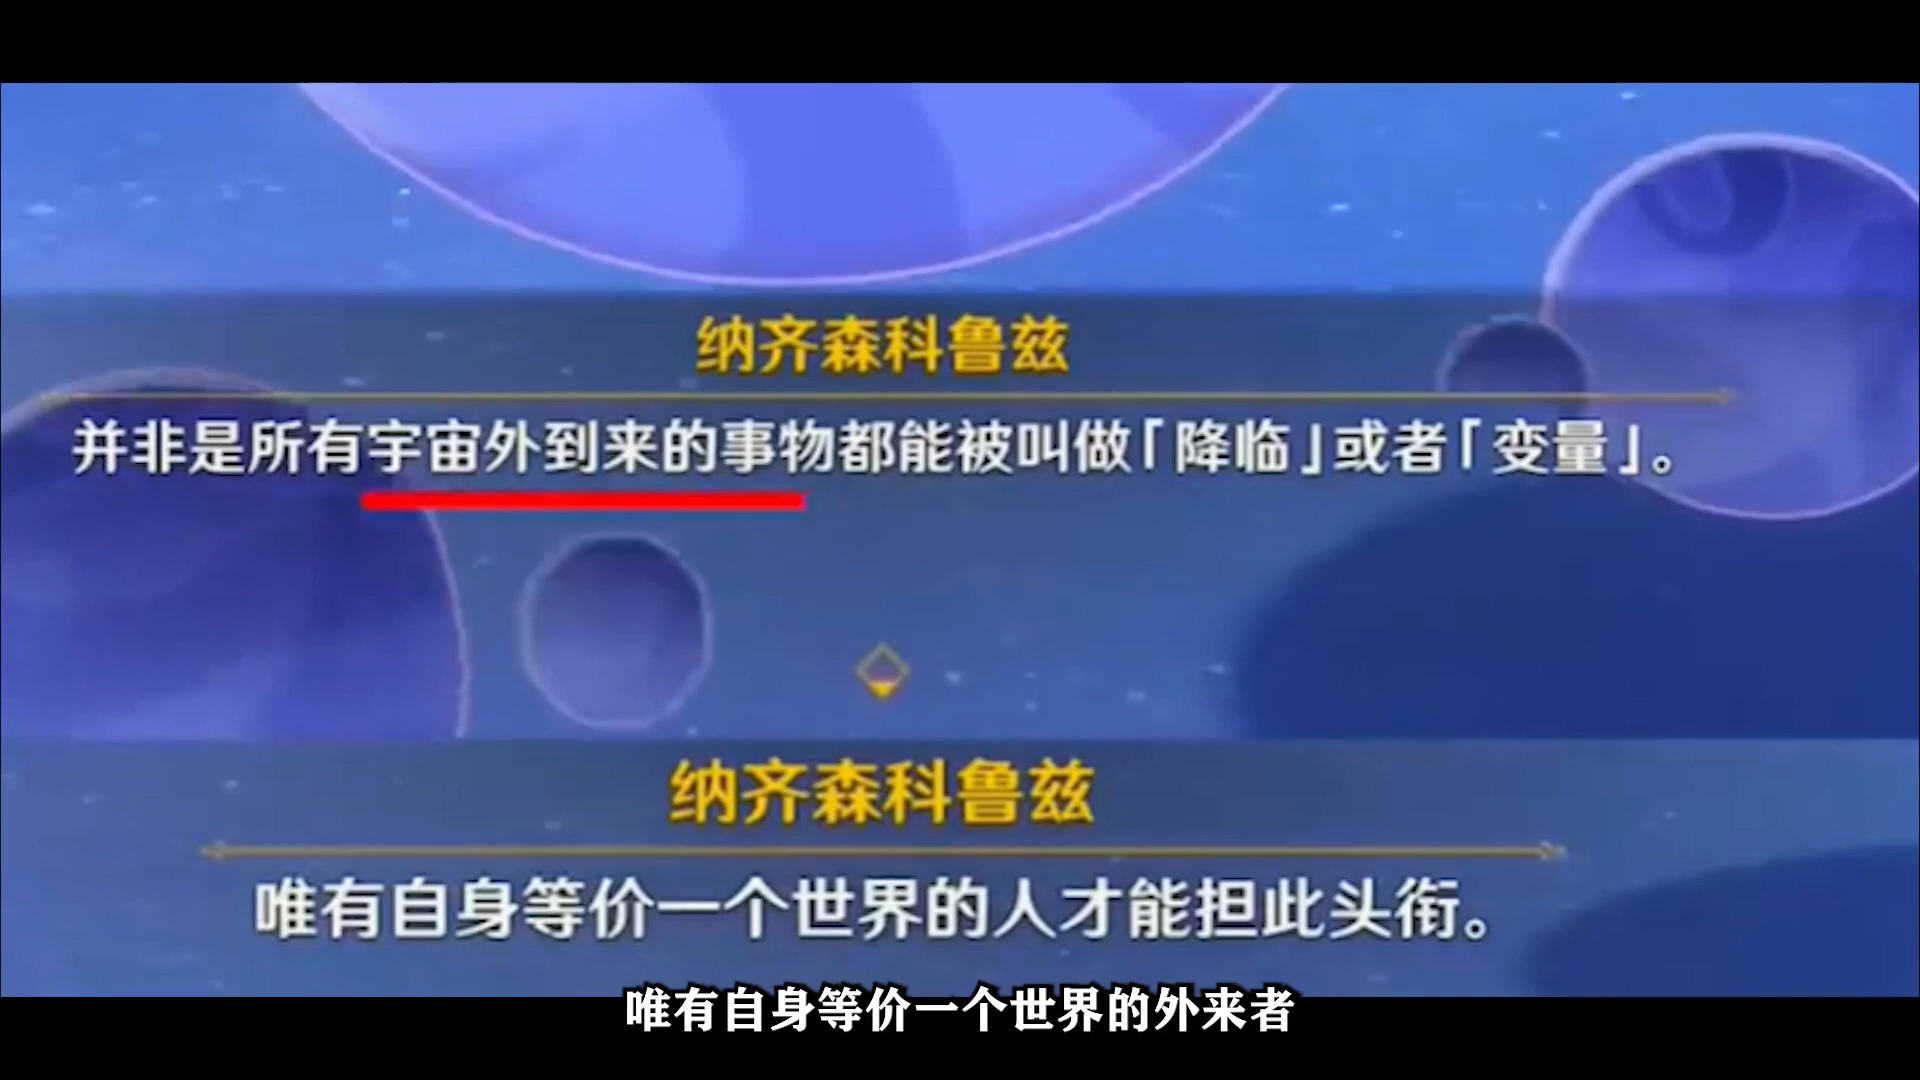 纳齐森科鲁兹
并非是所有宇宙外到来的事物都能被叫做「降临」或者「变量」。
纳齐森科鲁兹
唯有自身等价一个世界的人才能担此头衔。
唯有自身等价一个世界的外来者